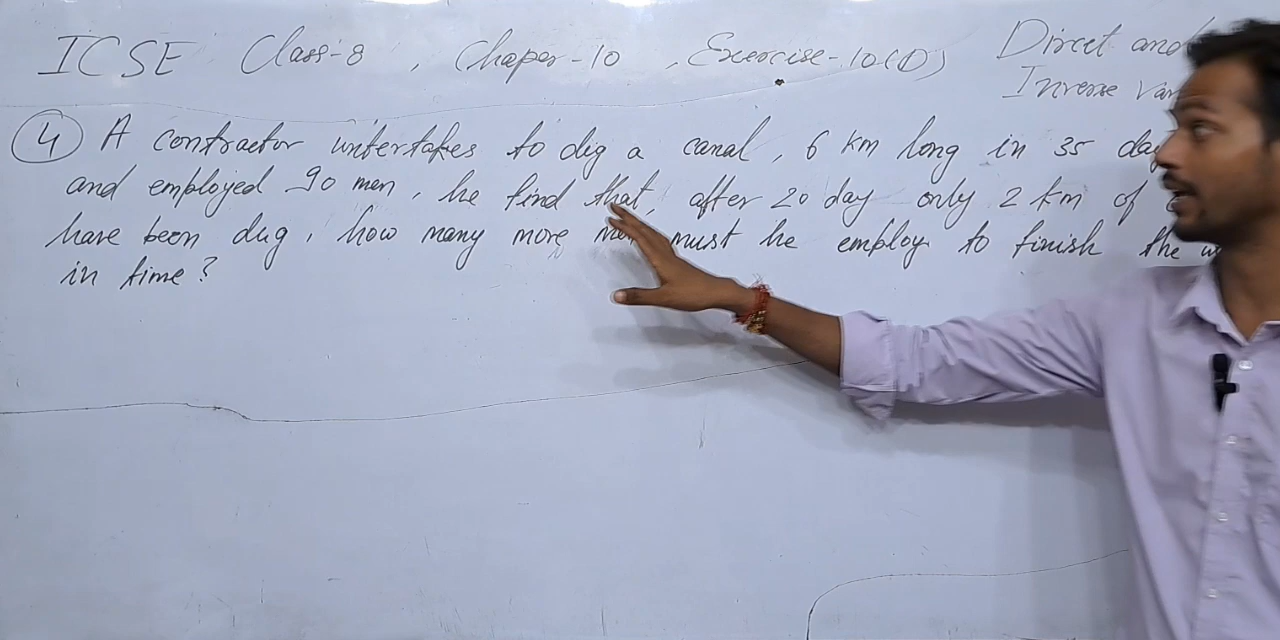 ICSE Class-8 , Chaper-10 , Exercise-10(D) Direct and
Inverse
4 A contractor untertakes to dig a canal, 6 km long in 35
and employed 90 men, he find that, after 20 day only 2 km of
have been dug, how many more men must he employ to finish the
in time?